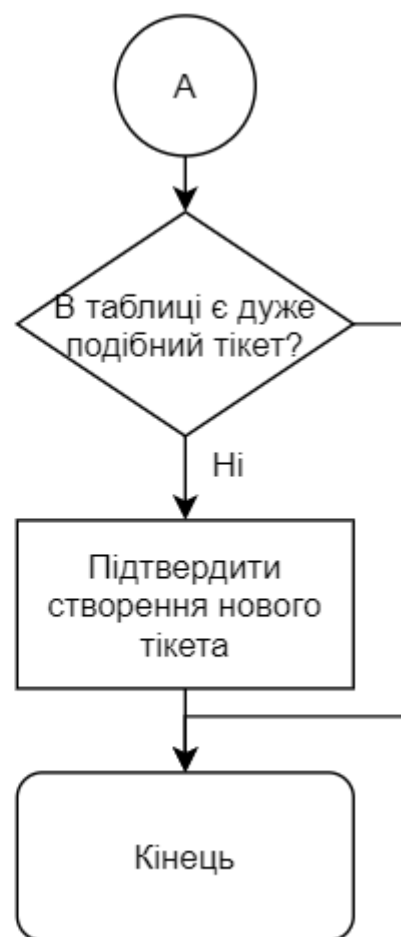 А
В таблиці є дуже
подібний тікет?
Ні
Підтвердити
створення нового
тікета
Кінець